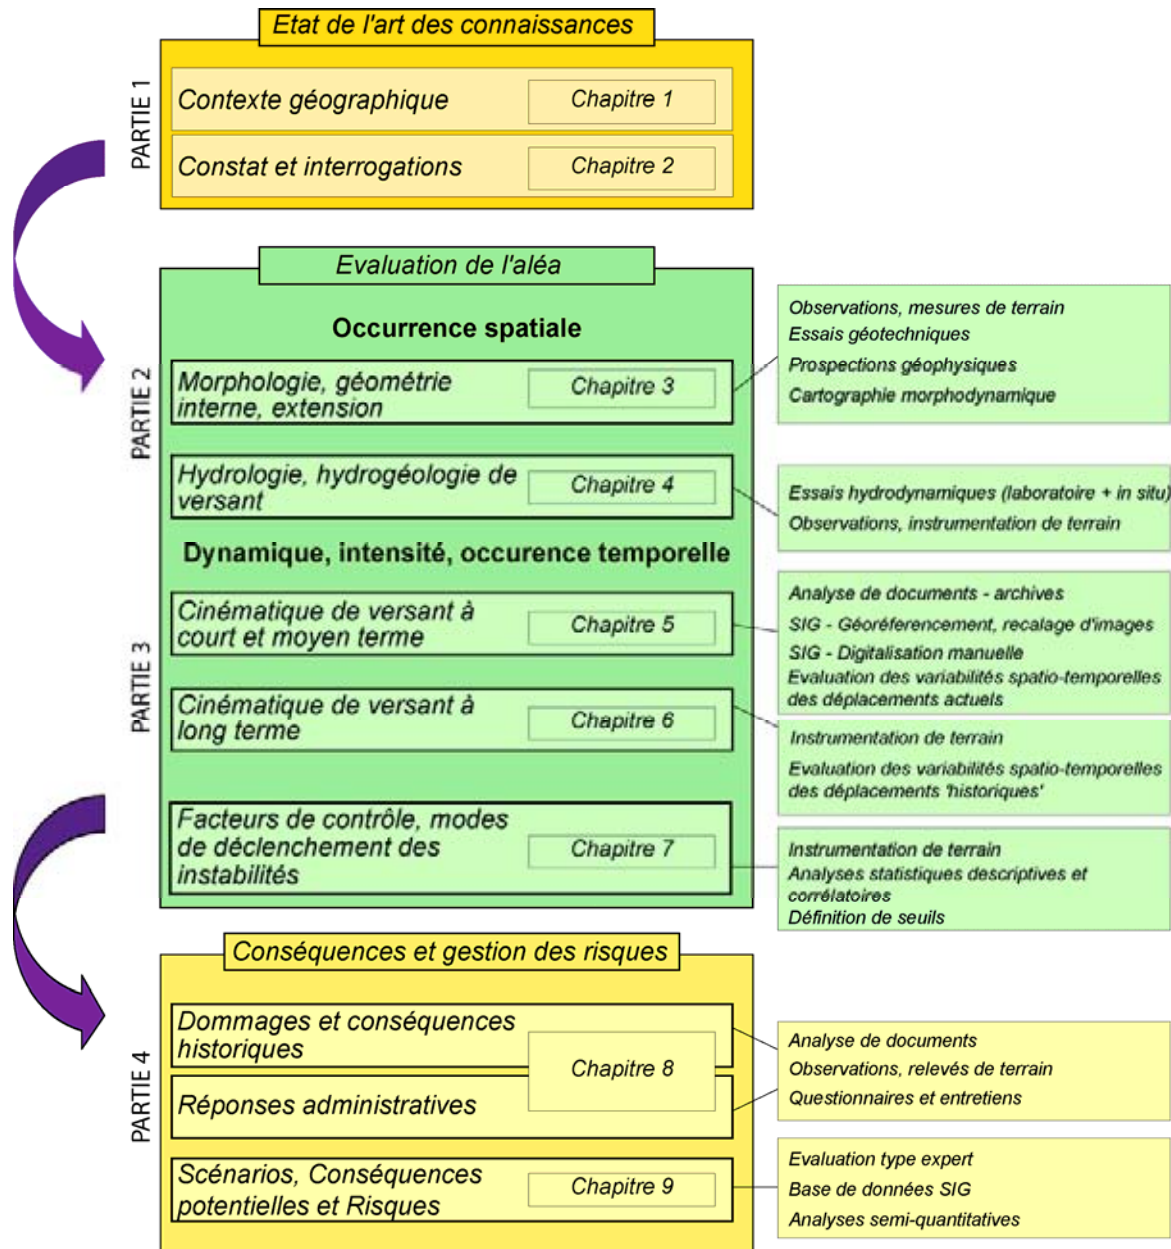 Etat de l'art des connaissances
PARTIE 1
Contexte géographique
Chapitre 1
Constat et interrogations
Chapitre 2
Evaluation de l'aléa
PARTIE 2
Occurrence spatiale
Morphologie, géométrie
interne, extension
Chapitre 3
Observations, mesures de terrain
Essais géotechniques
Prospections géophysiques
Cartographie morphodynamique
Hydrologie, hydrogéologie de
versant
Chapitre 4
Essais hydrodynamiques (laboratoire + in situ)
Observations, instrumentation de terrain
PARTIE 3
Dynamique, intensité, occurence temporelle
Cinématique de versant à
court et moyen terme
Chapitre 5
Analyse de documents - archives
SIG - Géoréferencement, recalage d'images
SIG - Digitalisation manuelle
Evaluation des variabilités spatio-temporelles
des déplacements actuels
Cinématique de versant à
long terme
Chapitre 6
Instrumentation de terrain
Evaluation des variabilités spatio-temporelles
des déplacements 'historiques'
Facteurs de contrôle, modes
de déclenchement des
instabilités
Chapitre 7
Instrumentation de terrain
Analyses statistiques descriptives et
corrélatoires
Définition de seuils
Conséquences et gestion des risques
PARTIE 4
Dommages et conséquences
historiques
Chapitre 8
Réponses administratives
Analyse de documents
Observations, relevés de terrain
Questionnaires et entretiens
Scénarios, Conséquences
potentielles et Risques
Chapitre 9
Evaluation type expert
Base de données SIG
Analyses semi-quantitatives